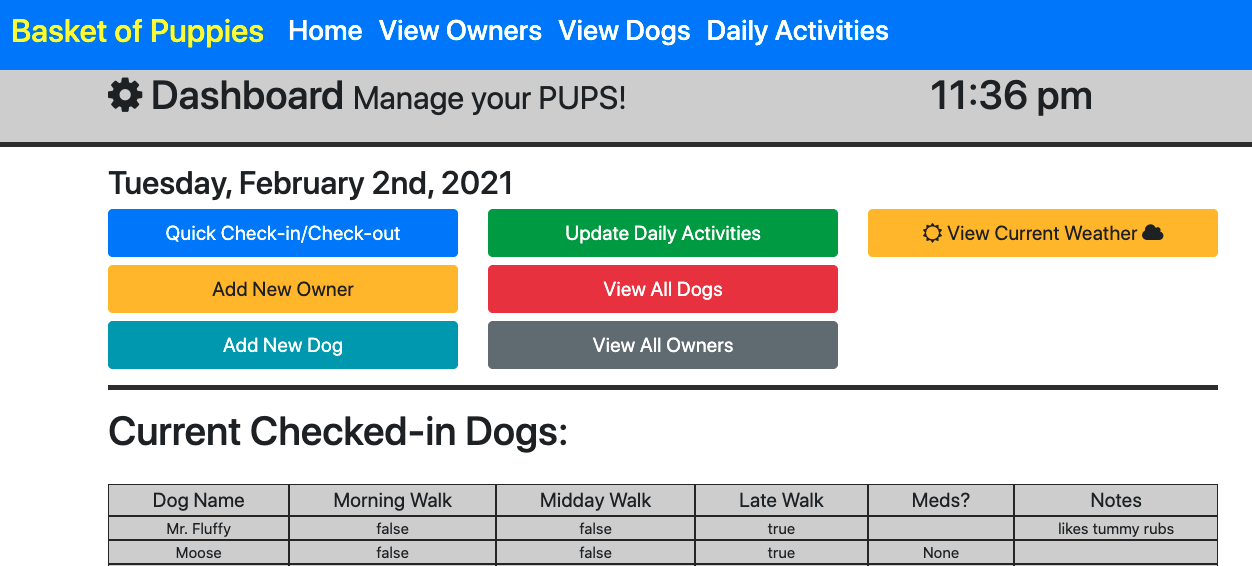 Basket of Puppies Home View Owners View Dogs Daily Activities
Dashboard Manage your PUPS! 11:36 pm
Tuesday, February 2nd, 2021
Quick Check-in/Check-out Update Daily Activities View Current Weather
Add New Owner View All Dogs
Add New Dog View All Owners
Current Checked-in Dogs:
Dog Name Morning Walk Midday Walk Late Walk Meds? Notes
Mr. Fluffy false false true likes tummy rubs
Moose false false true None